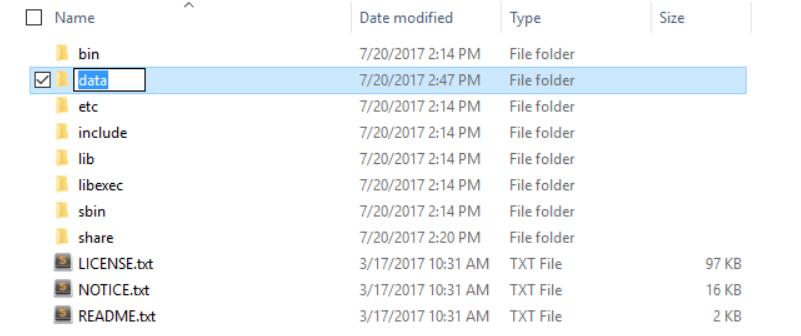 Name Date modified Type Size
bin 7/20/2017 2:14 PM File folder
data 7/20/2017 2:47 PM File folder
etc 7/20/2017 2:14 PM File folder
include 7/20/2017 2:14 PM File folder
lib 7/20/2017 2:14 PM File folder
libexec 7/20/2017 2:14 PM File folder
sbin 7/20/2017 2:14 PM File folder
share 7/20/2017 2:20 PM File folder
LICENSE.txt 3/17/2017 10:31 AM TXT File 97 KB
NOTICE.txt 3/17/2017 10:31 AM TXT File 16 KB
README.txt 3/17/2017 10:31 AM TXT File 2 KB